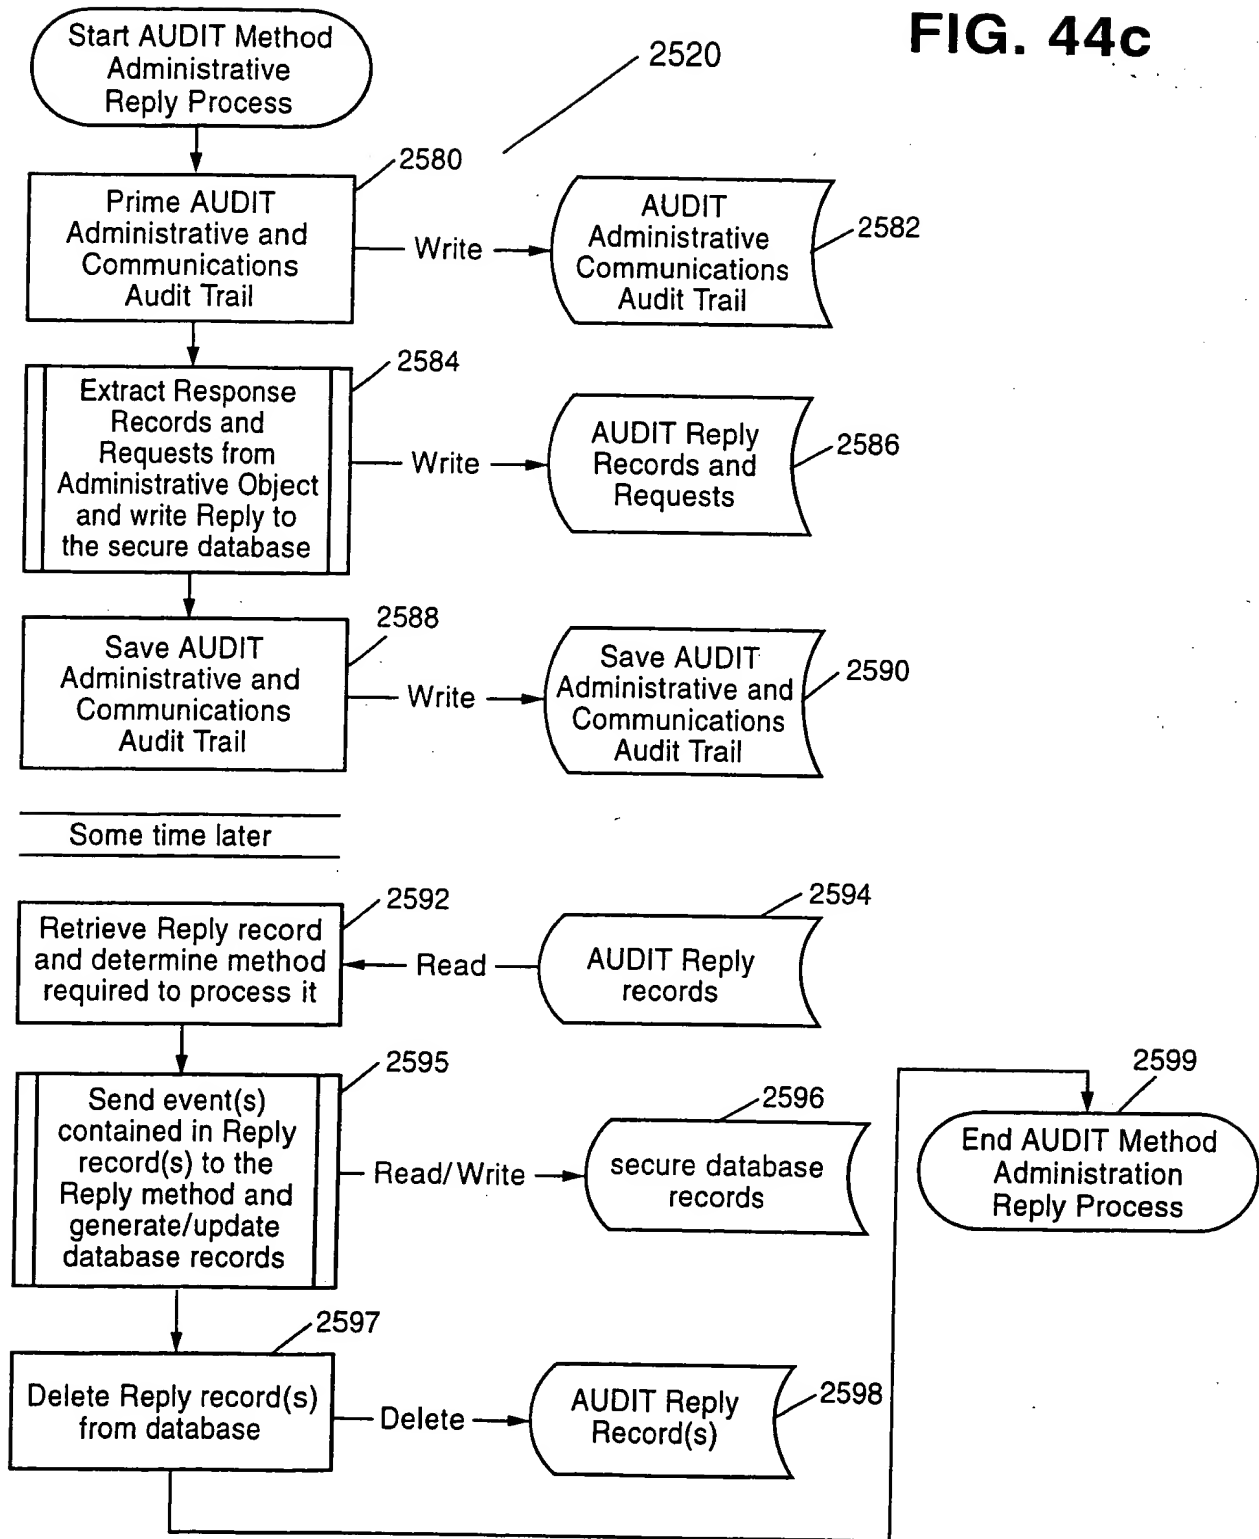 FIG. 44c
Start AUDIT Method
Administrative
Reply Process
2520
2580
Prime AUDIT
Administrative and
Communications
Audit Trail
Write
AUDIT
Administrative
Communications
Audit Trail
2582
2584
Extract Response
Records and
Requests from
Administrative Object
and write Reply to
the secure database
Write
AUDIT Reply
Records and
Requests
2586
2588
Save AUDIT
Administrative and
Communications
Audit Trail
Write
Save AUDIT
Administrative and
Communications
Audit Trail
2590
Some time later
2592
Retrieve Reply record
and determine method
required to process it
Read
2594
AUDIT Reply
records
2595
Send event(s)
contained in Reply
record(s) to the
Reply method and
generate/update
database records
Read/Write
2596
secure database
records
2599
End AUDIT Method
Administration
Reply Process
2597
Delete Reply record(s)
from database
Delete
AUDIT Reply
Record(s)
2598